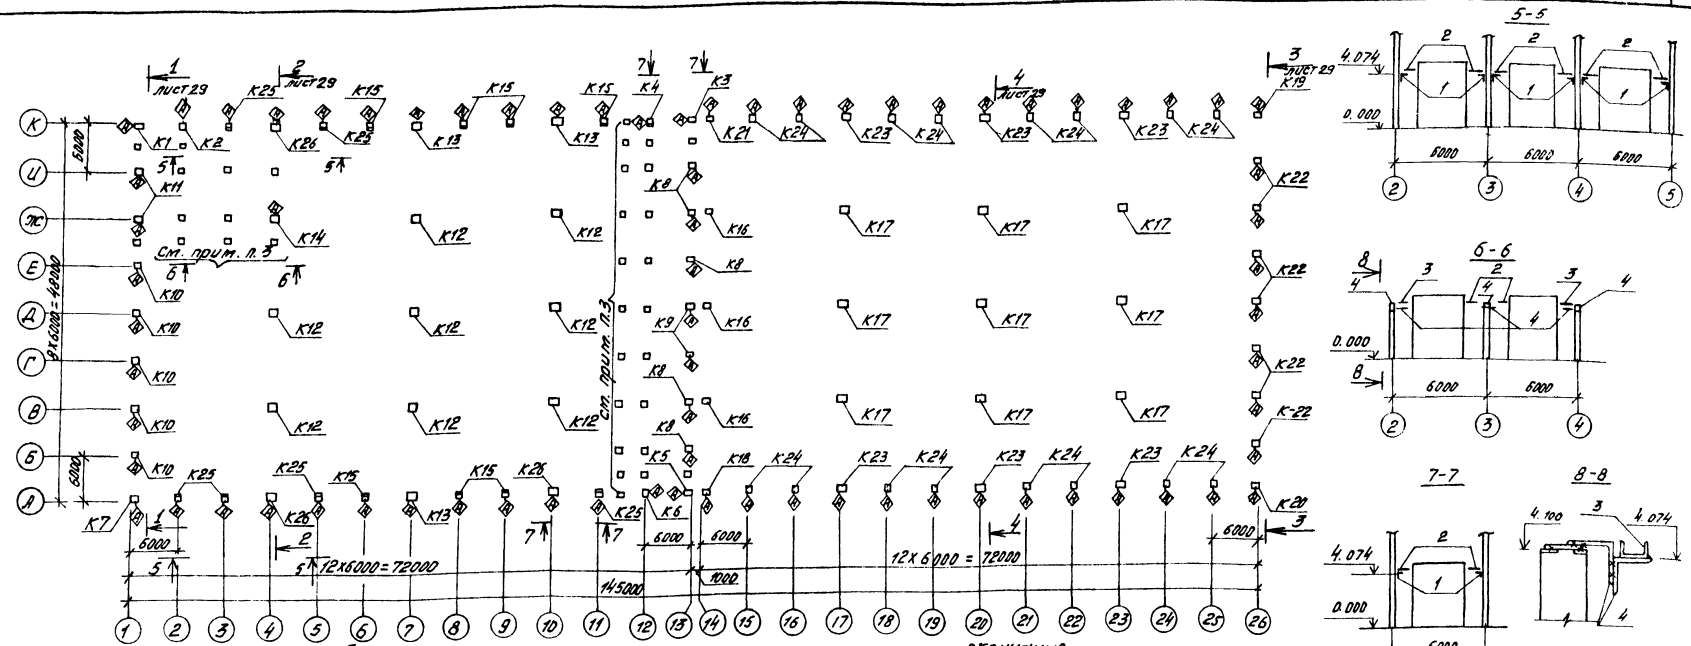 1 2 7 7 К3 4 3
лист 29 лист 29 К4 лист 29 лист 29
К25 К15 К15 К15 К19
К К1 К2 К26 К25 К13 К13 К21 К24 К23 К24 К23 К24 К23 К24
6000 5 5
И К11 К8 К22
Ж К14 К12 К12 К16 К17 К17 К17
см. прим. п.3
Е 6 6 К8 К22
К10
9×6000=48000
Д К10 К12 К12 К12 К9 К16 К17 К17 К17
см. прим. п.3
Г К10 К8 К22
В К10 К12 К12 К12 К16 К17 К17 К17 К-22
К8
Б К10 К25 К25 К15 К15 К26 К5 К18 К24 К23 К24 К23 К24 К23 К24
6000
А К7 К26 К13 К25 К6 К20
1 2 7 7 4 3
6000 6000 6000 6000
5 5 12×6000=72000 1000 12×6000=72000
145000
1 2 3 4 5 6 7 8 9 10 11 12 13 14 15 16 17 18 19 20 21 22 23 24 25 26
5-5
2 2 2
4.074
1 1 1
0.000
6000 6000 6000
2 3 4 5
6-6
8 3 2 3 4
4 4 4
0.000
8
6000 6000
2 3 4
7-7
2
4.074
1
0.000
6000
8-8
3
4.100 4.074
4